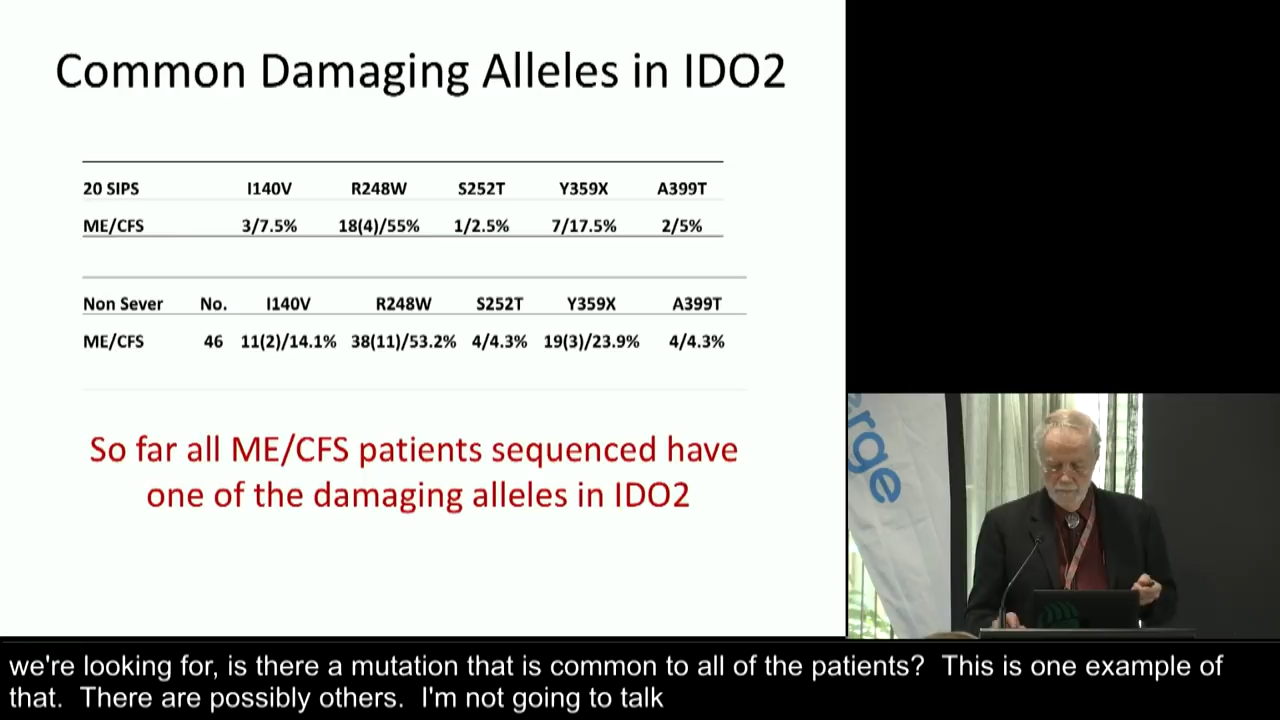 Common Damaging Alleles in IDO2
20 SIPS I140V R248W S252T Y359X A399T
ME/CFS 3/7.5% 18(4)/55% 1/2.5% 7/17.5% 2/5%
Non Sever No. I140V R248W S252T Y359X A399T
ME/CFS 46 11(2)/14.1% 38(11)/53.2% 4/4.3% 19(3)/23.9% 4/4.3%
So far all ME/CFS patients sequenced have
one of the damaging alleles in IDO2
erge
we're looking for, is there a mutation that is common to all of the patients?  This is one example of
that.  There are possibly others.  I'm not going to talk